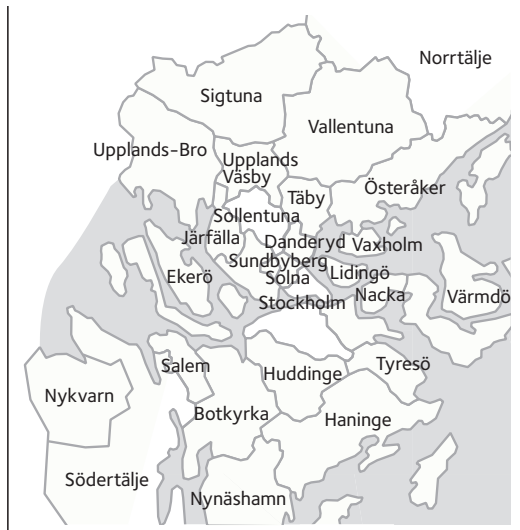 Norrtälje
Sigtuna
Vallentuna
Upplands-Bro
Upplands
Väsby
Täby
Österåker
Sollentuna
Järfälla
Danderyd
Vaxholm
Sundbyberg
Ekerö
Solna
Lidingö
Stockholm
Nacka
Värmdö
Salem
Huddinge
Tyresö
Nykvarn
Botkyrka
Haninge
Södertälje
Nynäshamn